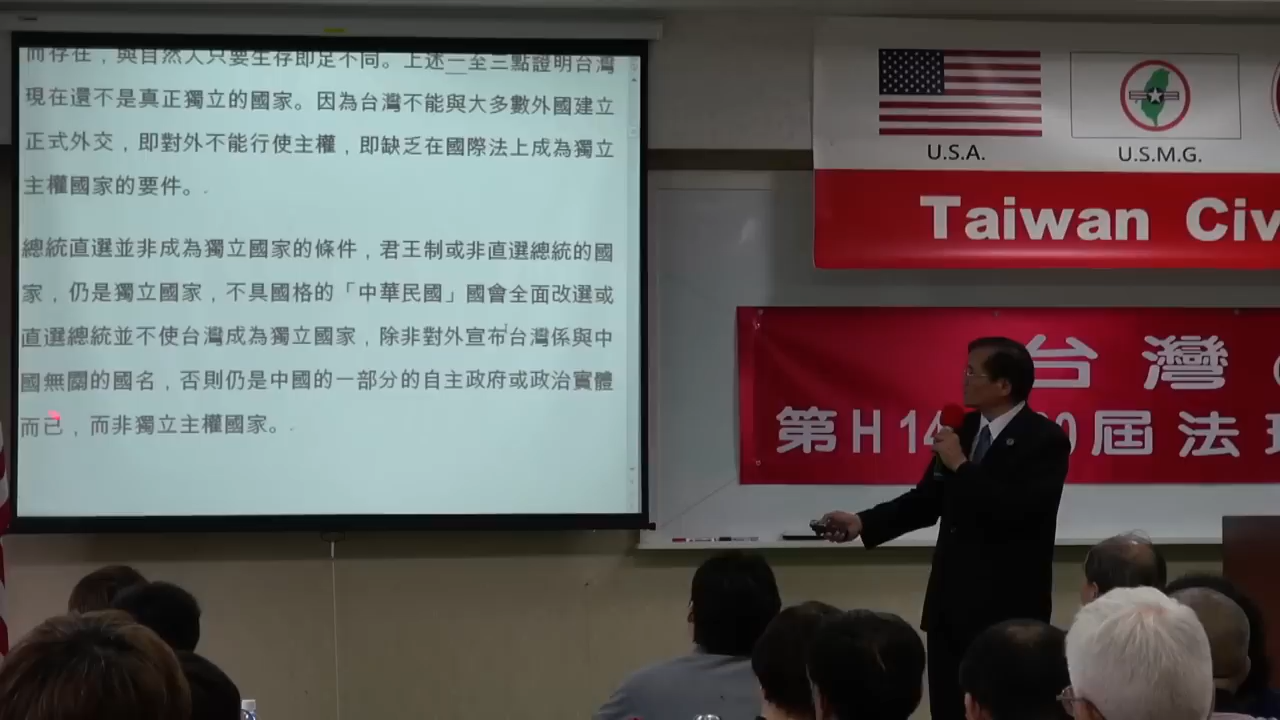 而存在，與自然人只要生存即足不同。上述一至三點證明台灣
現在還不是真正獨立的國家。因為台灣不能與大多數外國建立
正式外交，即對外不能行使主權，即缺乏在國際法上成為獨立
主權國家的要件。
總統直選並非成為獨立國家的條件，君王制或非直選總統的國
家，仍是獨立國家，不具國格的「中華民國」國會全面改選或
直選總統並不使台灣成為獨立國家，除非對外宣布台灣係與中
國無關的國名，否則仍是中國的一部分的自主政府或政治實體
而已，而非獨立主權國家。
U.S.A.
U.S.M.G.
Taiwan Civ
台灣
第H14
0屆法